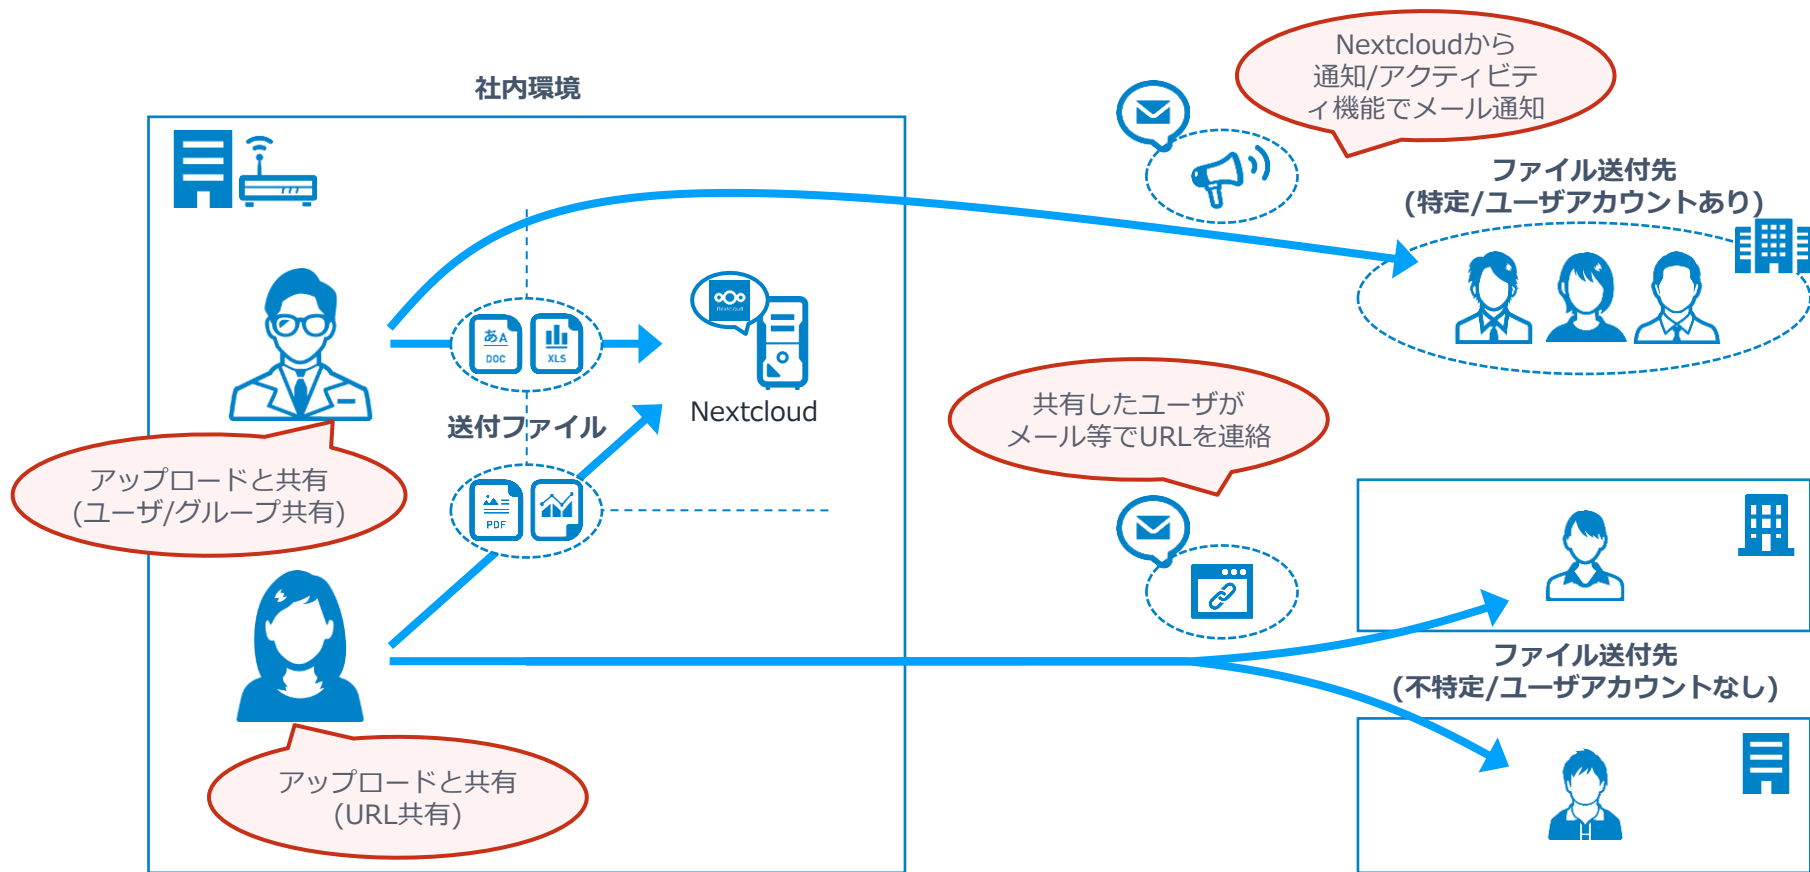 Nextcloudから
通知/アクティビテ
ィ機能でメール通知
社内環境
ファイル送付先
(特定/ユーザアカウントあり)
あA
DOC
XLS
Nextcloud
Nextcloud
送付ファイル
共有したユーザが
メール等でURLを連絡
アップロードと共有
(ユーザ/グループ共有)
PDF
ファイル送付先
(不特定/ユーザアカウントなし)
アップロードと共有
(URL共有)